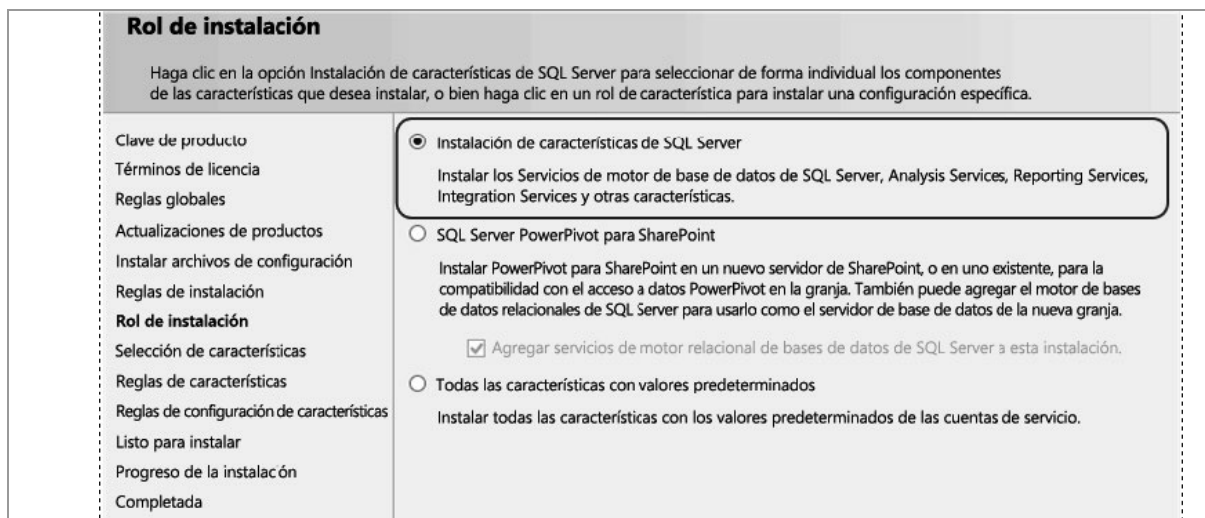 Rol de instalación
Haga clic en la opción Instalación de características de SQL Server para seleccionar de forma individual los componentes
de las características que desea instalar, o bien haga clic en un rol de característica para instalar una configuración específica.
Clave de producto
Términos de licencia
Reglas globales
Actualizaciones de productos
Instalar archivos de configuración
Reglas de instalación
Rol de instalación
Selección de características
Reglas de características
Reglas de configuración de características
Listo para instalar
Progreso de la instalación
Completada
Instalación de características de SQL Server
Instalar los Servicios de motor de base de datos de SQL Server, Analysis Services, Reporting Services,
Integration Services y otras características.
SQL Server PowerPivot para SharePoint
Instalar PowerPivot para SharePoint en un nuevo servidor de SharePoint, o en uno existente, para la
compatibilidad con el acceso a datos PowerPivot en la granja. También puede agregar el motor de bases
de datos relacionales de SQL Server para usarlo como el servidor de base de datos de la nueva granja.
Agregar servicios de motor relacional de bases de datos de SQL Server a esta instalación.
Todas las características con valores predeterminados
Instalar todas las características con los valores predeterminados de las cuentas de servicio.